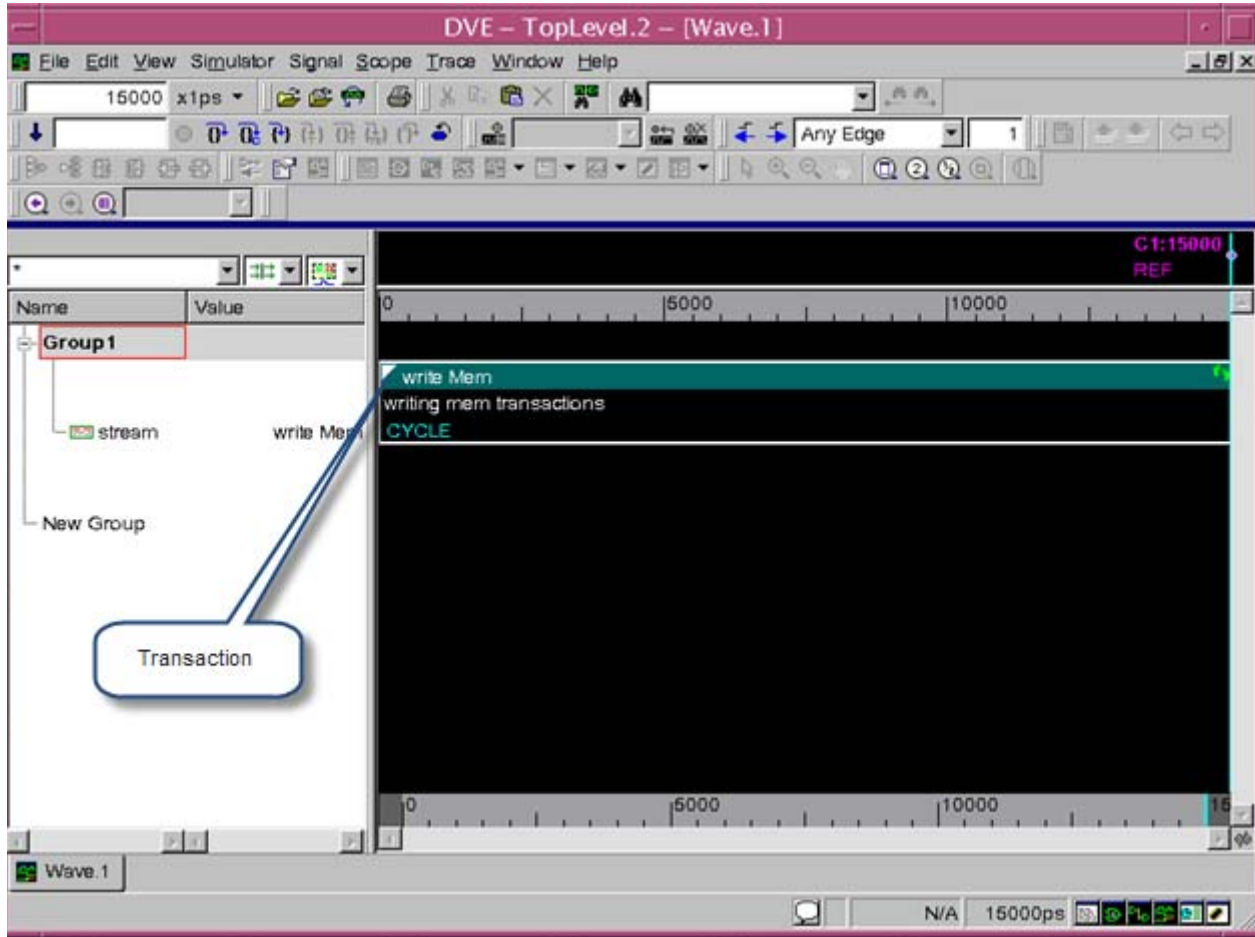 DVE – TopLevel.2 – [Wave.1]
File Edit View Simulator Signal Scope Trace Window Help
15000 x1ps
Any Edge 1
C1:15000
REF
*
Name Value 0 5000 10000
Group1
write Mem
writing mem transactions
stream write Mem CYCLE
New Group
Transaction
0 5000 10000 15
Wave.1
N/A 15000ps